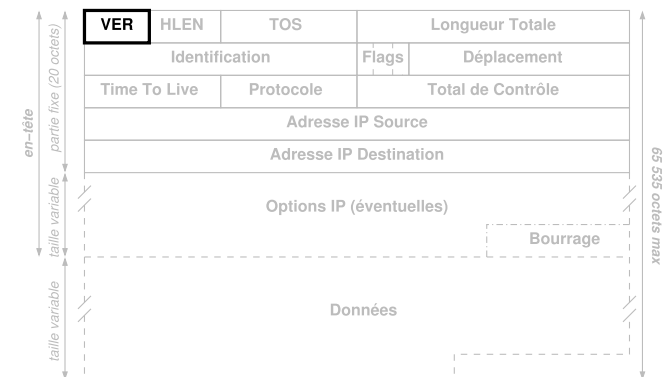 VER HLEN TOS Longueur Totale
Identification Flags Déplacement
Time To Live Protocole Total de Contrôle
Adresse IP Source
Adresse IP Destination
Options IP (éventuelles)
Bourrage
Données
en-tête
partie fixe (20 octets)
taille variable
taille variable
65 535 octets max